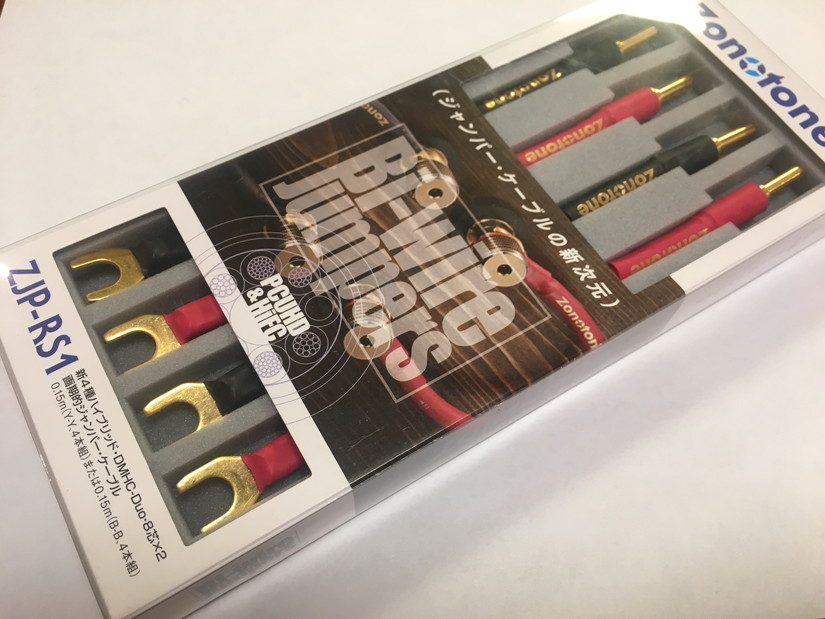 Zonotone
(ジャンパー・ケーブルの新次元)
Bi-wire
Jumpers
PCUHD
&HiFC
Zonotone
Zonotone
Zonotone
Zonotone
Zonoton
ZJP-RS1
新4種ハイブリッド・DMHC-Duo・8芯×2
画期的ジャンパー・ケーブル
0.15m(Y-Y、4本組)または0.15m(B-B、4本組)